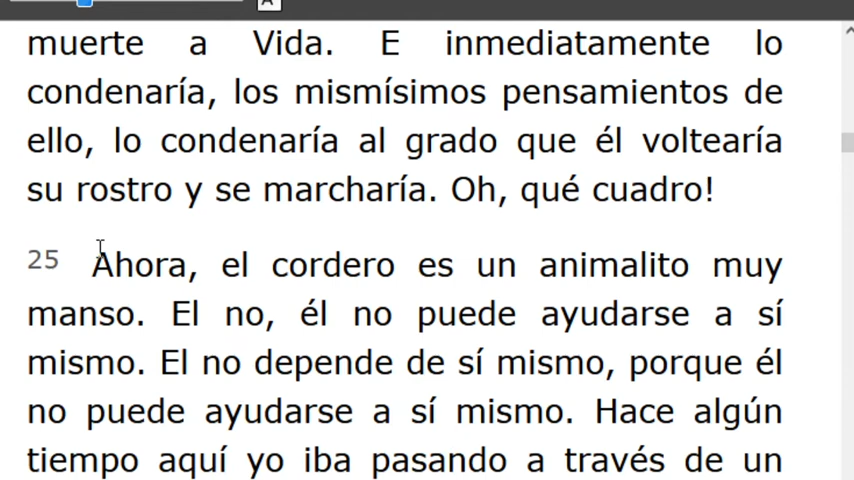 muerte a Vida. E inmediatamente lo
condenaría, los mismísimos pensamientos de
ello, lo condenaría al grado que él voltearía
su rostro y se marcharía. Oh, qué cuadro!
25 Ahora, el cordero es un animalito muy
manso. El no, él no puede ayudarse a sí
mismo. El no depende de sí mismo, porque él
no puede ayudarse a sí mismo. Hace algún
tiempo aquí yo iba pasando a través de un